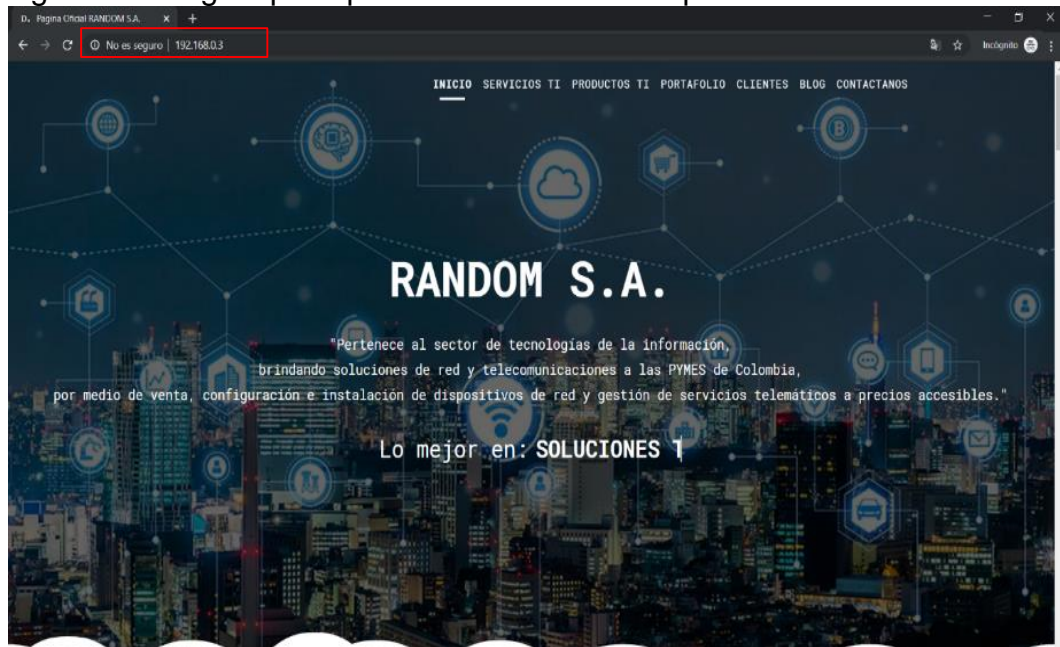 Pagina Oficial RANDOM S.A.
No es seguro | 192.168.0.3
Incógnito
INICIO SERVICIOS TI PRODUCTOS TI PORTAFOLIO CLIENTES BLOG CONTACTANOS
RANDOM S.A.
"Pertenece al sector de tecnologías de la información,
brindando soluciones de red y telecomunicaciones a las PYMES de Colombia,
por medio de venta, configuración e instalación de dispositivos de red y gestión de servicios telemáticos a precios accesibles."
Lo mejor en: SOLUCIONES